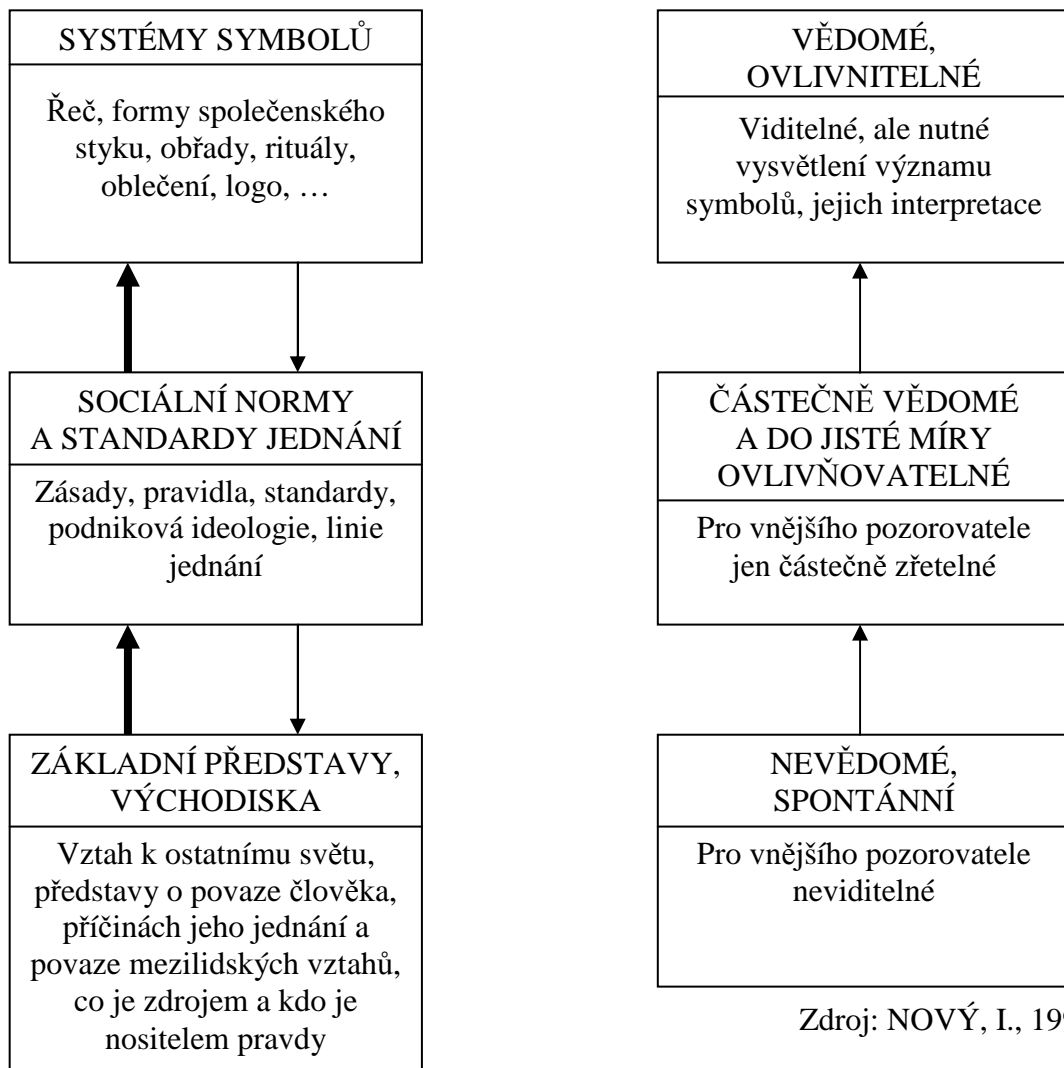 SYSTÉMY SYMBOLŮ
Řeč, formy společenského
styku, obřady, rituály,
oblečení, logo, …
VĚDOMÉ,
OVLIVNITELNÉ
Viditelné, ale nutné
vysvětlení významu
symbolů, jejich interpretace
SOCIÁLNÍ NORMY
A STANDARDY JEDNÁNÍ
Zásady, pravidla, standardy,
podniková ideologie, linie
jednání
ČÁSTEČNĚ VĚDOMÉ
A DO JISTÉ MÍRY
OVLIVŇOVATELNÉ
Pro vnějšího pozorovatele
jen částečně zřetelné
ZÁKLADNÍ PŘEDSTAVY,
VÝCHODISKA
Vztah k ostatnímu světu,
představy o povaze člověka,
příčinách jeho jednání a
povaze mezilidských vztahů,
co je zdrojem a kdo je
nositelem pravdy
NEVĚDOMÉ,
SPONTÁNNÍ
Pro vnějšího pozorovatele
neviditelné
Zdroj: NOVÝ, I.,